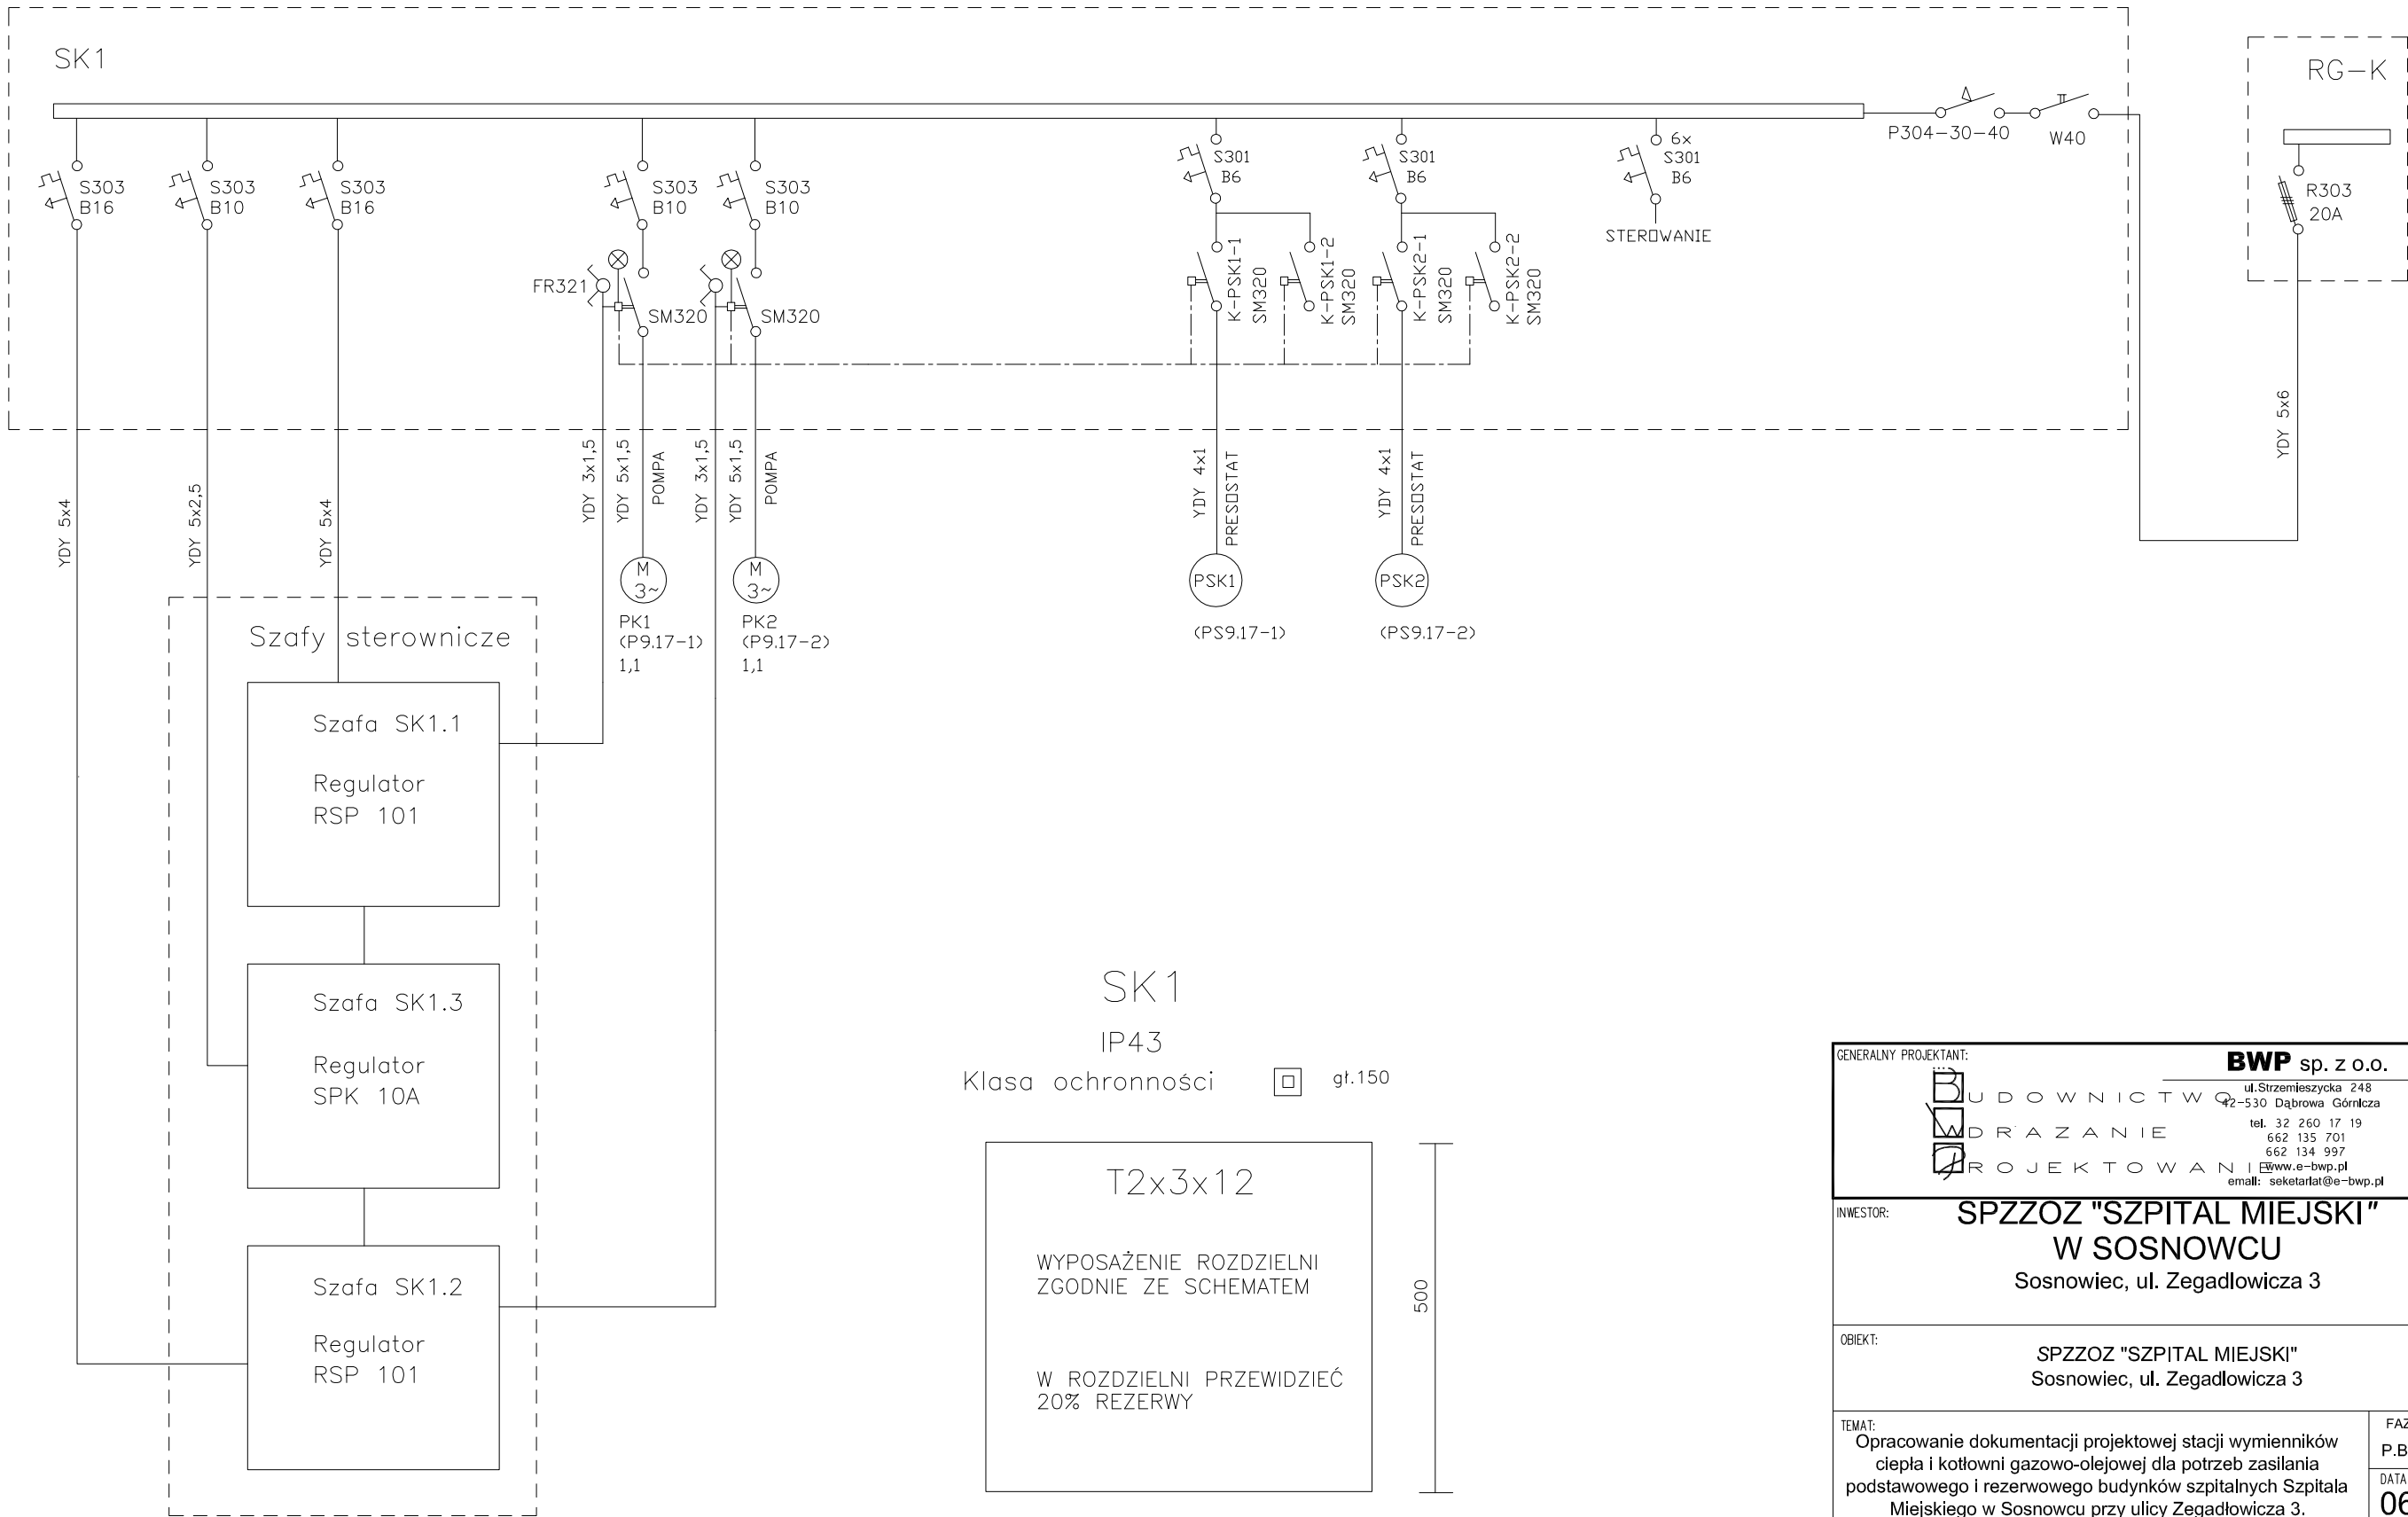 SK1
RG-K
P304-30-40
W40
S303
B16
S303
B10
S303
B16
S303
B10
S303
B10
S301
B6
S301
B6
6x
S301
B6
STEROWANIE
R303
20A
FR321
SM320
SM320
K-PSK1-1
SM320
K-PSK1-2
SM320
K-PSK2-1
SM320
K-PSK2-2
SM320
YDY 5x4
YDY 5x2,5
YDY 5x4
YDY 3x1,5
YDY 5x1,5
POMPA
YDY 3x1,5
YDY 5x1,5
POMPA
YDY 4x1
PRESOSTAT
YDY 4x1
PRESOSTAT
YDY 5x6
M
3~
M
3~
PSK1
PSK2
PK1
(P9.17-1)
1,1
PK2
(P9.17-2)
1,1
(PS9.17-1)
(PS9.17-2)
Szafy sterownicze
Szafa SK1.1
Regulator
RSP 101
Szafa SK1.3
Regulator
SPK 10A
Szafa SK1.2
Regulator
RSP 101
SK1
IP43
Klasa ochronności
gł.150
T2x3x12
WYPOSAŻENIE ROZDZIELNI
ZGODNIE ZE SCHEMATEM
W ROZDZIELNI PRZEWIDZIEĆ
20% REZERWY
500
GENERALNY PROJEKTANT:
BWP sp. z o.o.
ul.Strzemieszycka 248
42-530 Dąbrowa Górnicza
tel. 32 260 17 19
662 135 701
662 134 997
www.e-bwp.pl
email: seketariat@e-bwp.pl
BUDOWNICTWO
WDRAZANIE
PROJEKTOWANIE
INWESTOR:
SPZZOZ "SZPITAL MIEJSKI"
W SOSNOWCU
Sosnowiec, ul. Zegadlowicza 3
OBIEKT:
SPZZOZ "SZPITAL MIEJSKI"
Sosnowiec, ul. Zegadlowicza 3
TEMAT:
Opracowanie dokumentacji projektowej stacji wymienników
ciepła i kotłowni gazowo-olejowej dla potrzeb zasilania
podstawowego i rezerwowego budynków szpitalnych Szpitala
Miejskiego w Sosnowcu przy ulicy Zegadłowicza 3.
FAZ
P.B
DATA
06